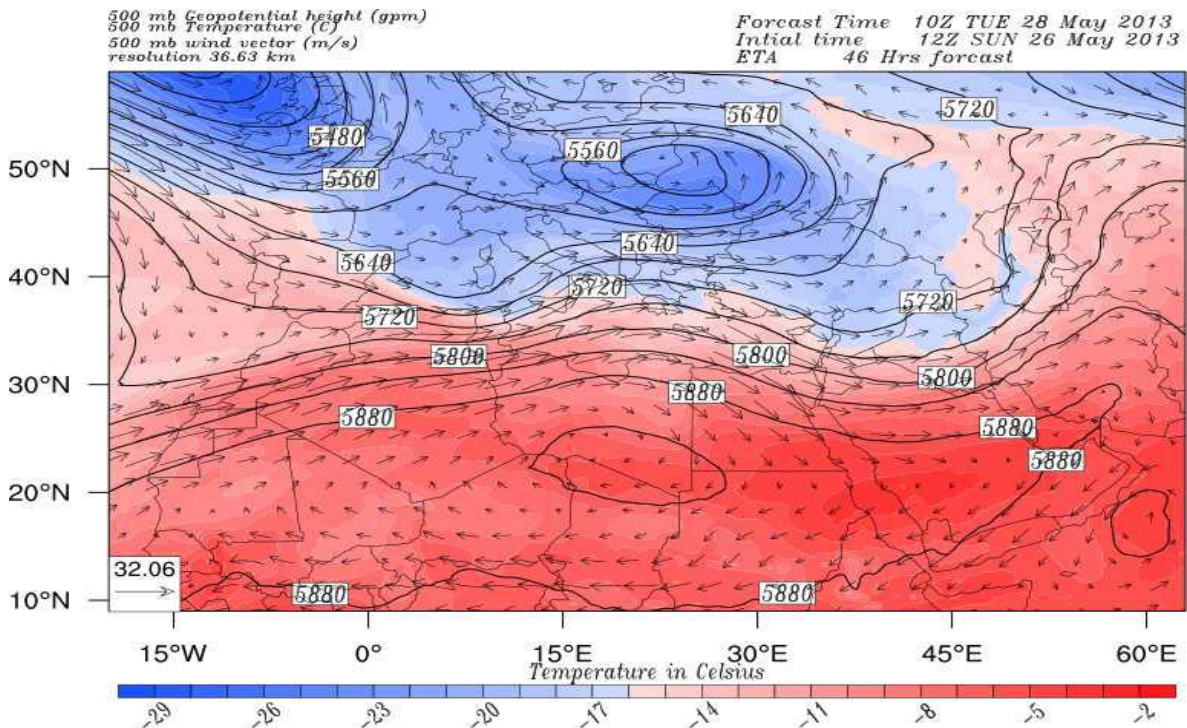 500 mb Geopotential height (gpm)
500 mb Temperature (C)
500 mb wind vector (m/s)
resolution 36.63 km
Forcast Time 10Z TUE 28 May 2013
Intial time 12Z SUN 26 May 2013
ETA 46 Hrs forcast
5640
5720
5480
50°N
5560
5560
5640
5640
40°N
5720
5720
5720
5800
5800
5800
30°N
5880
5880
5880
5880
20°N
32.06
5880
5880
10°N
15°W 0° 15°E 30°E 45°E 60°E
Temperature in Celsius
-29 -26 -23 -20 -17 -14 -11 -8 -5 -2